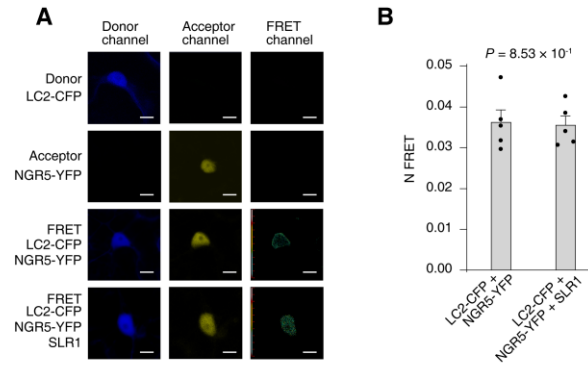 A
Donor
channel
Acceptor
channel
FRET
channel
Donor
LC2-CFP
Acceptor
NGR5-YFP
FRET
LC2-CFP
NGR5-YFP
FRET
LC2-CFP
NGR5-YFP
SLR1
B
P = 8.53 × 10⁻¹
N FRET
0.05
0.04
0.03
0.02
0.01
0.00
LC2-CFP +
NGR5-YFP
LC2-CFP +
NGR5-YFP + SLR1